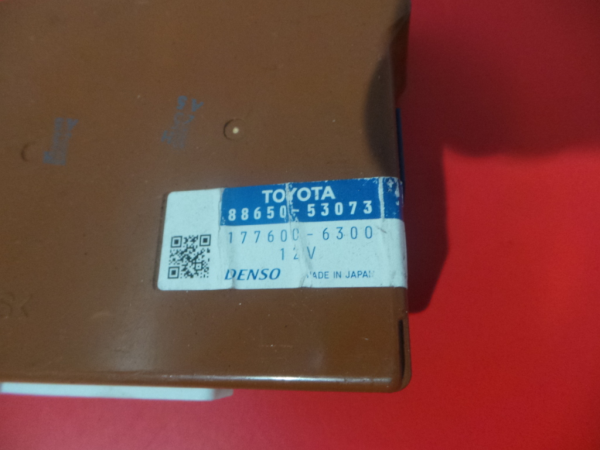 TOYOTA
88650-53073
177600-6300
12V
DENSO MADE IN JAPAN